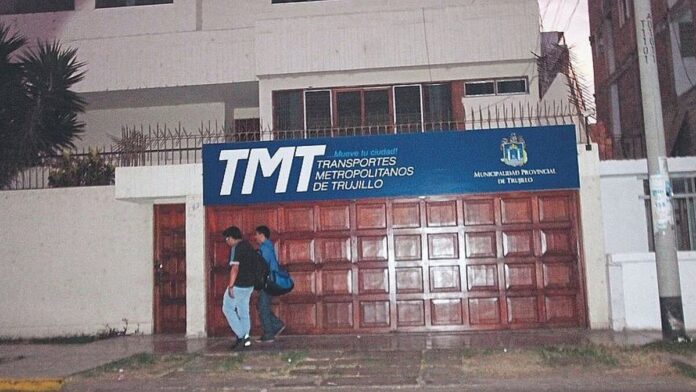 TMT
...Mueve tu ciudad!
TRANSPORTES
METROPOLITANOS
DE TRUJILLO
MUNICIPALIDAD PROVINCIAL
DE TRUJILLO